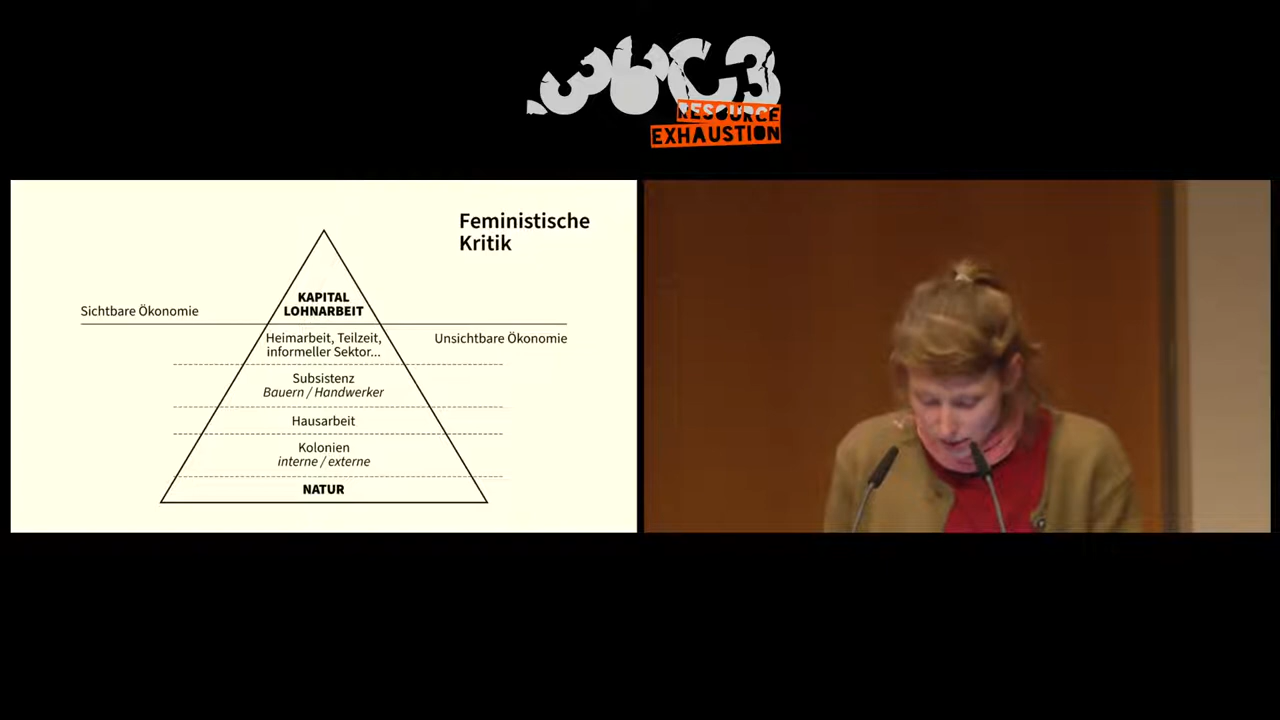 36C3
RESOURCE
EXHAUSTION
Feministische
Kritik
KAPITAL
LOHNARBEIT
Sichtbare Ökonomie
Heimarbeit, Teilzeit,
informeller Sektor...
Unsichtbare Ökonomie
Subsistenz
Bauern / Handwerker
Hausarbeit
Kolonien
interne / externe
NATUR